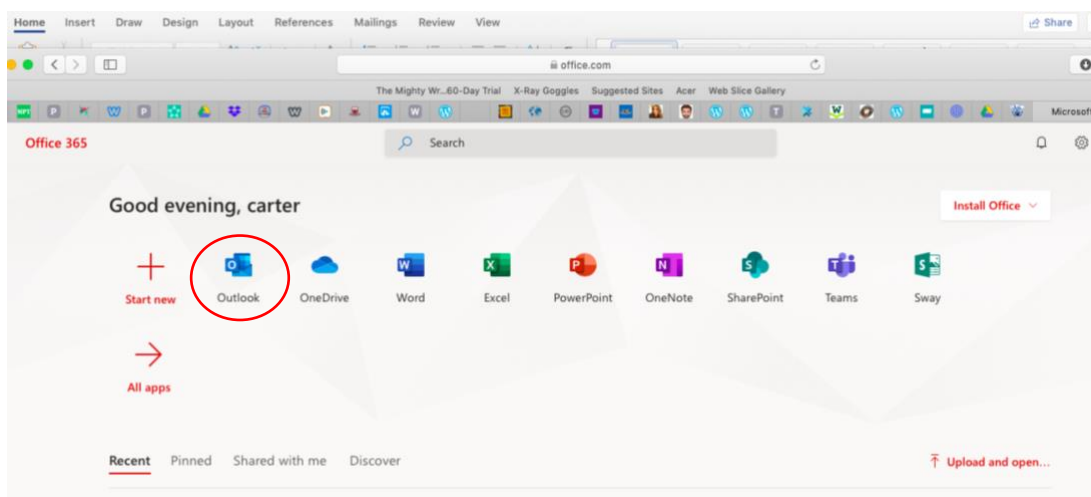 Home Insert Draw Design Layout References Mailings Review View Share
office.com
The Mighty Wr...60-Day Trial X-Ray Goggles Suggested Sites Acer Web Slice Gallery
Microsoft
Office 365 Search
Good evening, carter Install Office
Start new Outlook OneDrive Word Excel PowerPoint OneNote SharePoint Teams Sway
All apps
Recent Pinned Shared with me Discover Upload and open...